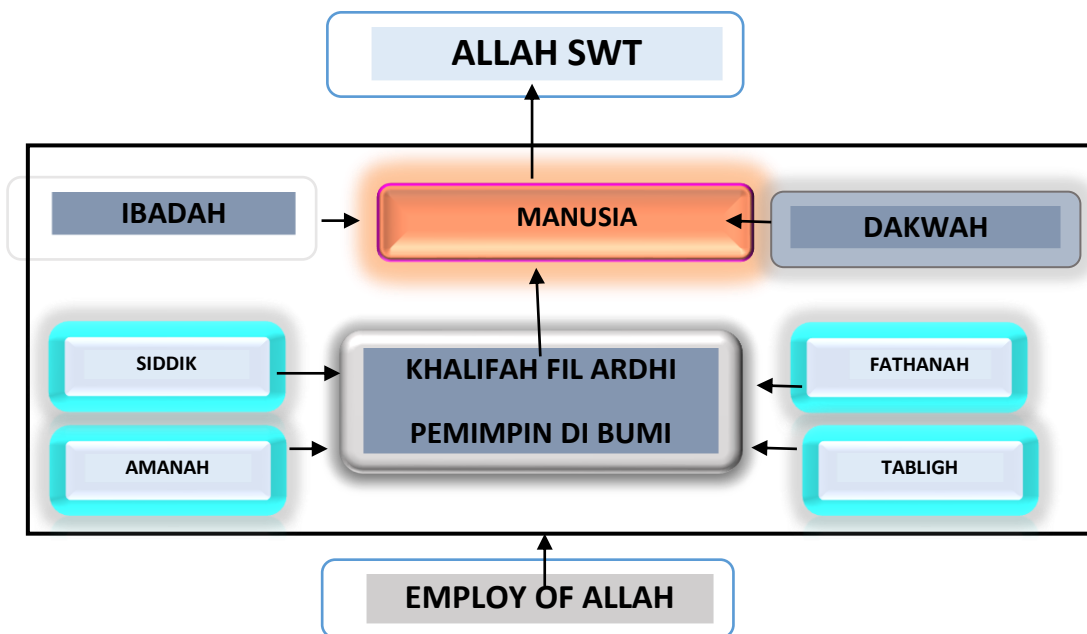 ALLAH SWT
IBADAH
MANUSIA
DAKWAH
SIDDIK
KHALIFAH FIL ARDHI
PEMIMPIN DI BUMI
FATHANAH
AMANAH
TABLIGH
EMPLOY OF ALLAH